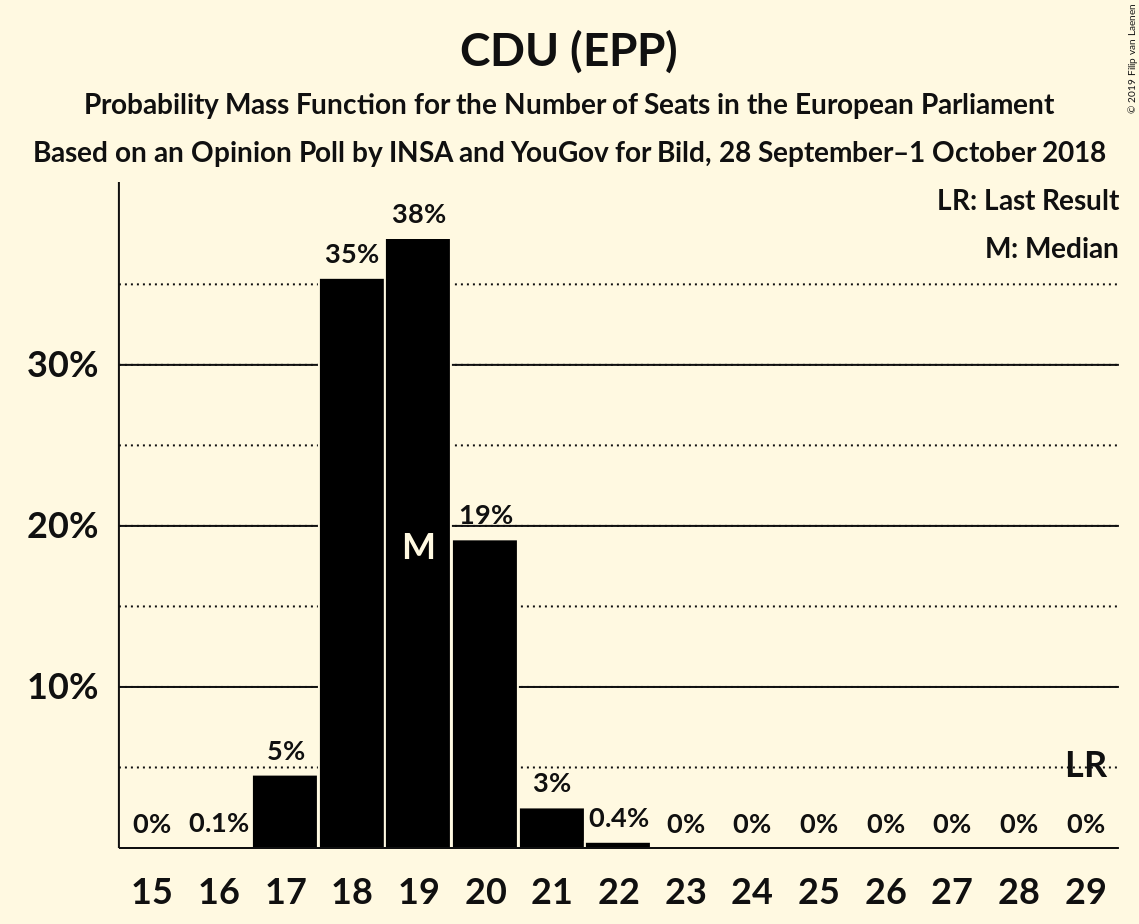 CDU (EPP)
Probability Mass Function for the Number of Seats in the European Parliament
Based on an Opinion Poll by INSA and YouGov for Bild, 28 September–1 October 2018
© 2019 Filip van Laenen
LR: Last Result
M: Median
30%
20%
10%
0%
0.1%
5%
35%
38%
M
19%
3%
0.4%
0%
0%
0%
0%
0%
0%
LR
0%
15 16 17 18 19 20 21 22 23 24 25 26 27 28 29